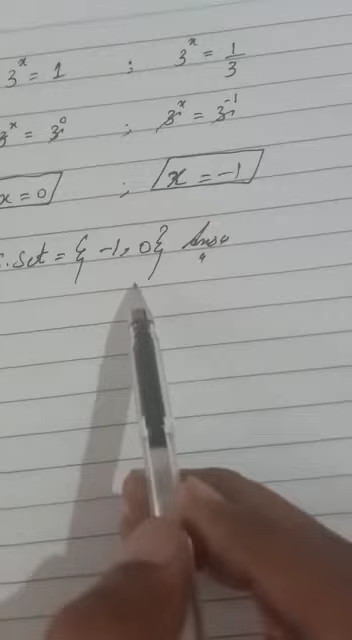 3^x = 1 ; 3^x = 1/3
3^x = 3^0 ; 3^x = 3^-1
x = 0 ; x = -1
. Set = { -1, 0 } Ans.